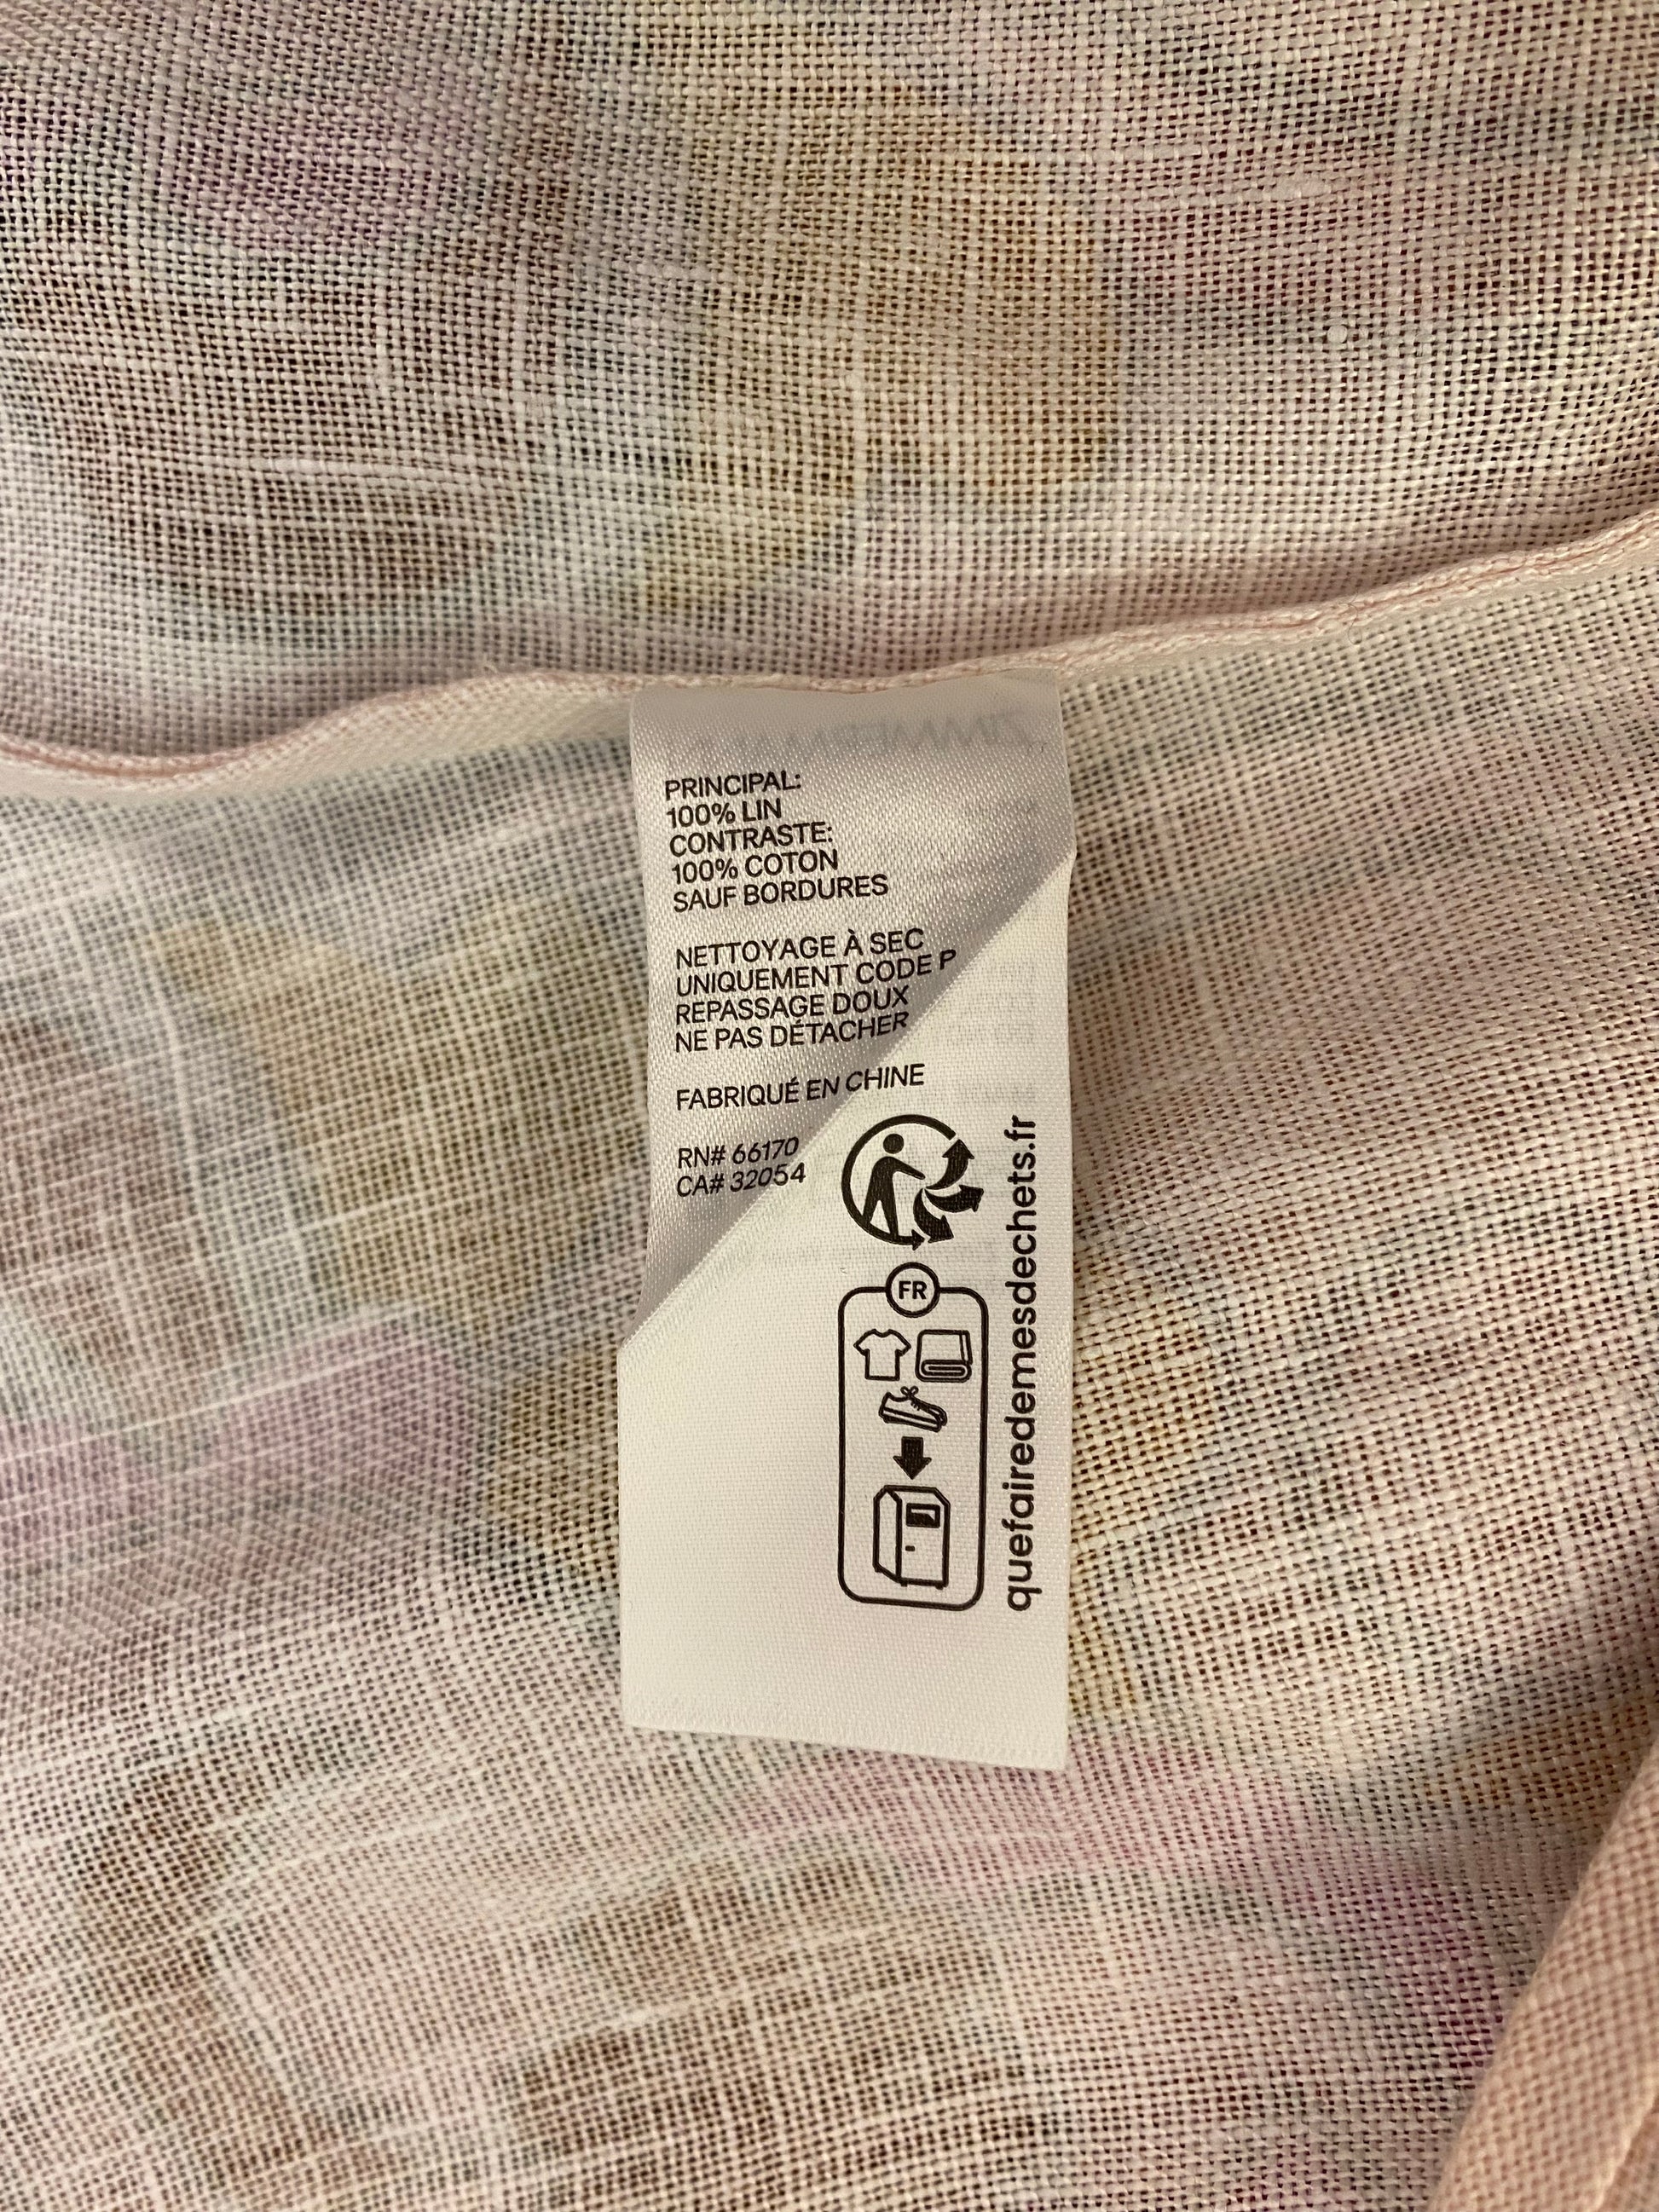 PRINCIPAL:
100% LIN
CONTRASTE:
100% COTON
SAUF BORDURES
NETTOYAGE À SEC
UNIQUEMENT CODE P
REPASSAGE DOUX
NE PAS DÉTACHER
FABRIQUÉ EN CHINE
RN# 66170
CA# 32054
FR
quefairedemesdechets.fr